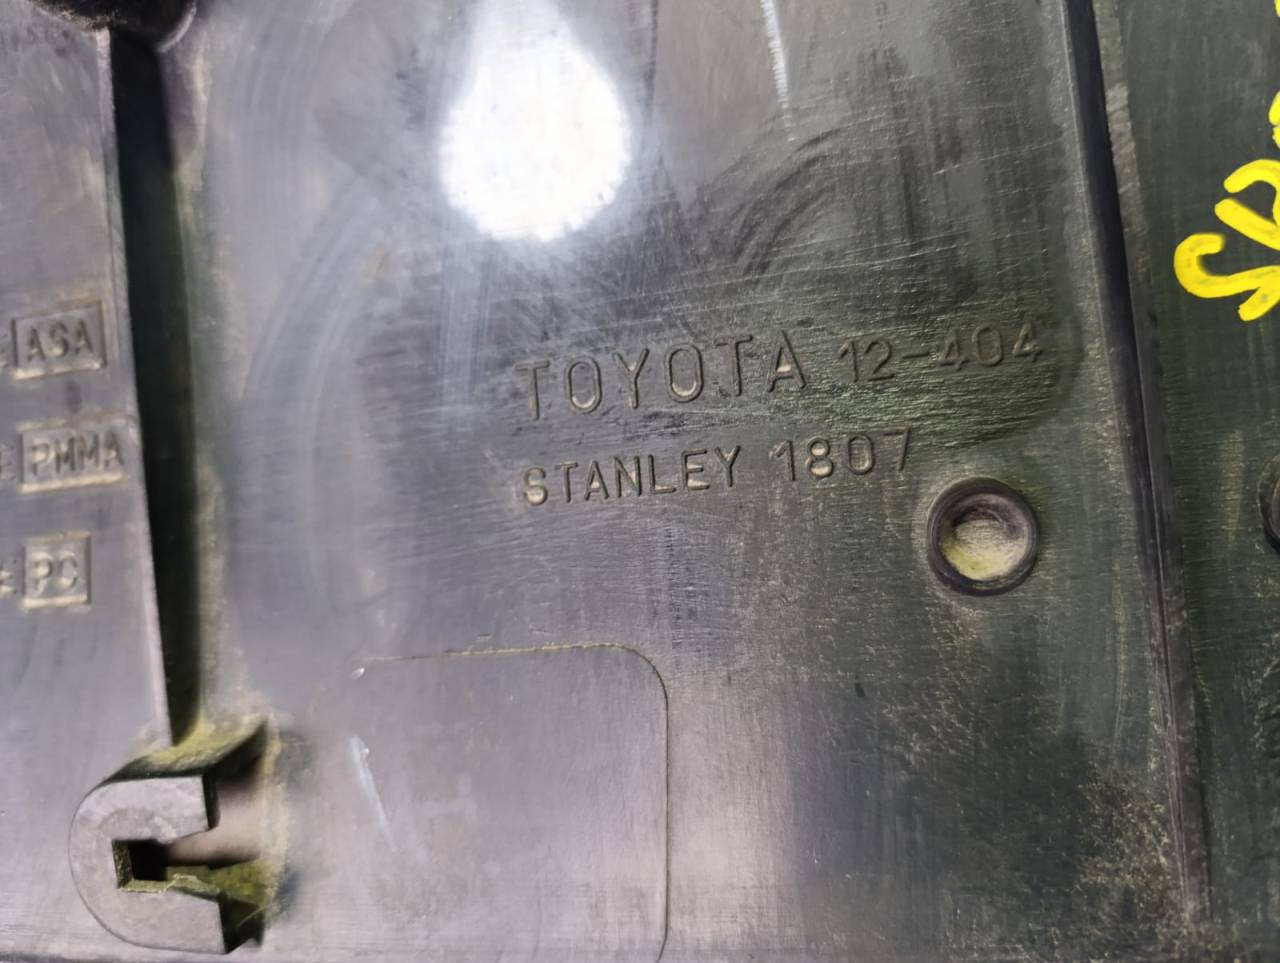 TOYOTA 12-404
STANLEY 1807
ASA
PMMA
PC